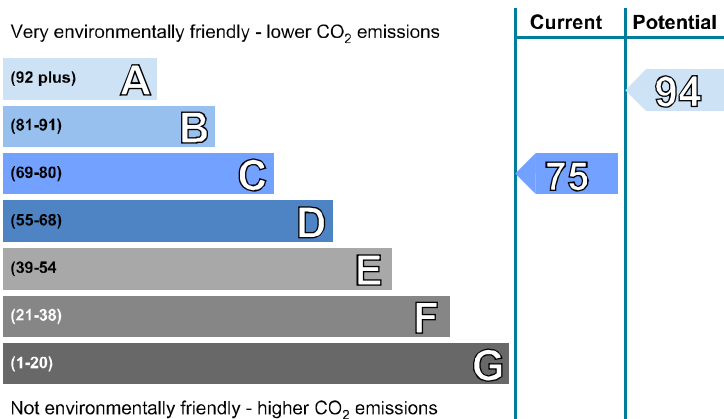 Very environmentally friendly - lower CO₂ emissions
Current
Potential
(92 plus) A
94
(81-91) B
(69-80) C
75
(55-68) D
(39-54 E
(21-38) F
(1-20) G
Not environmentally friendly - higher CO₂ emissions